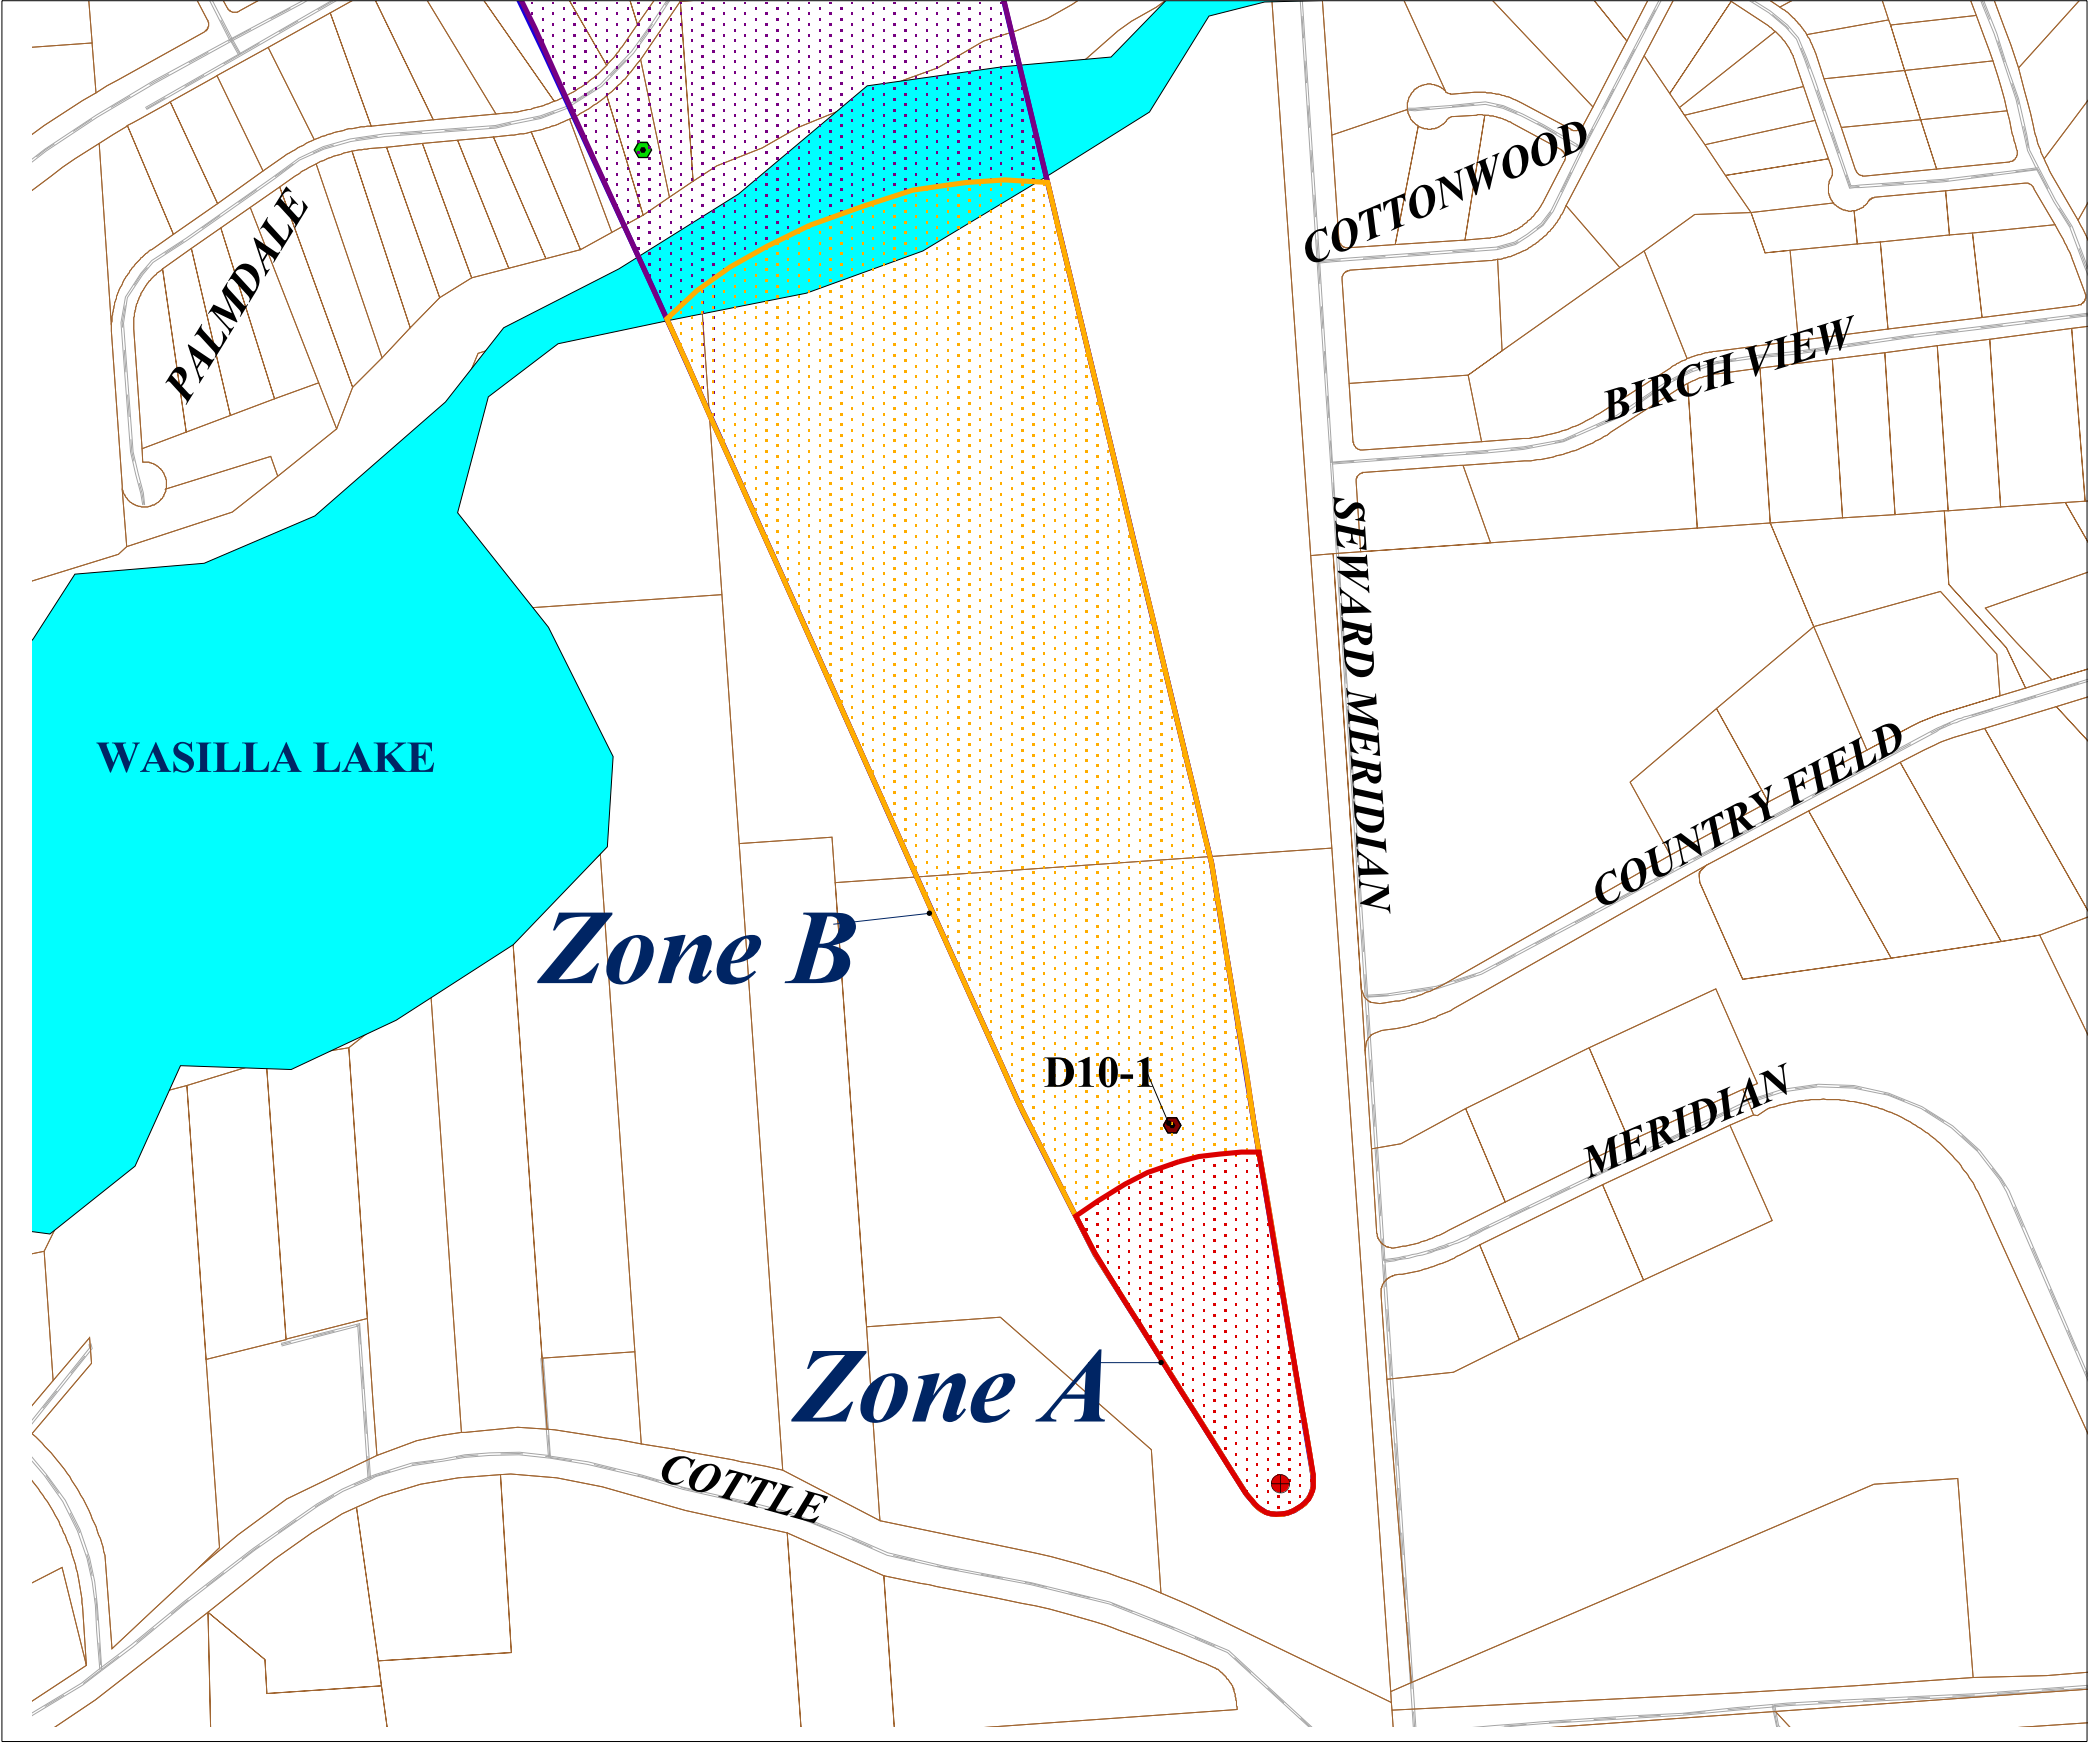 COTTONWOOD
PALMDALE
BIRCH VIEW
SEWARD MERIDIAN
WASILLA LAKE
COUNTRY FIELD
Zone B
D10-1
MERIDIAN
Zone A
COTTLE